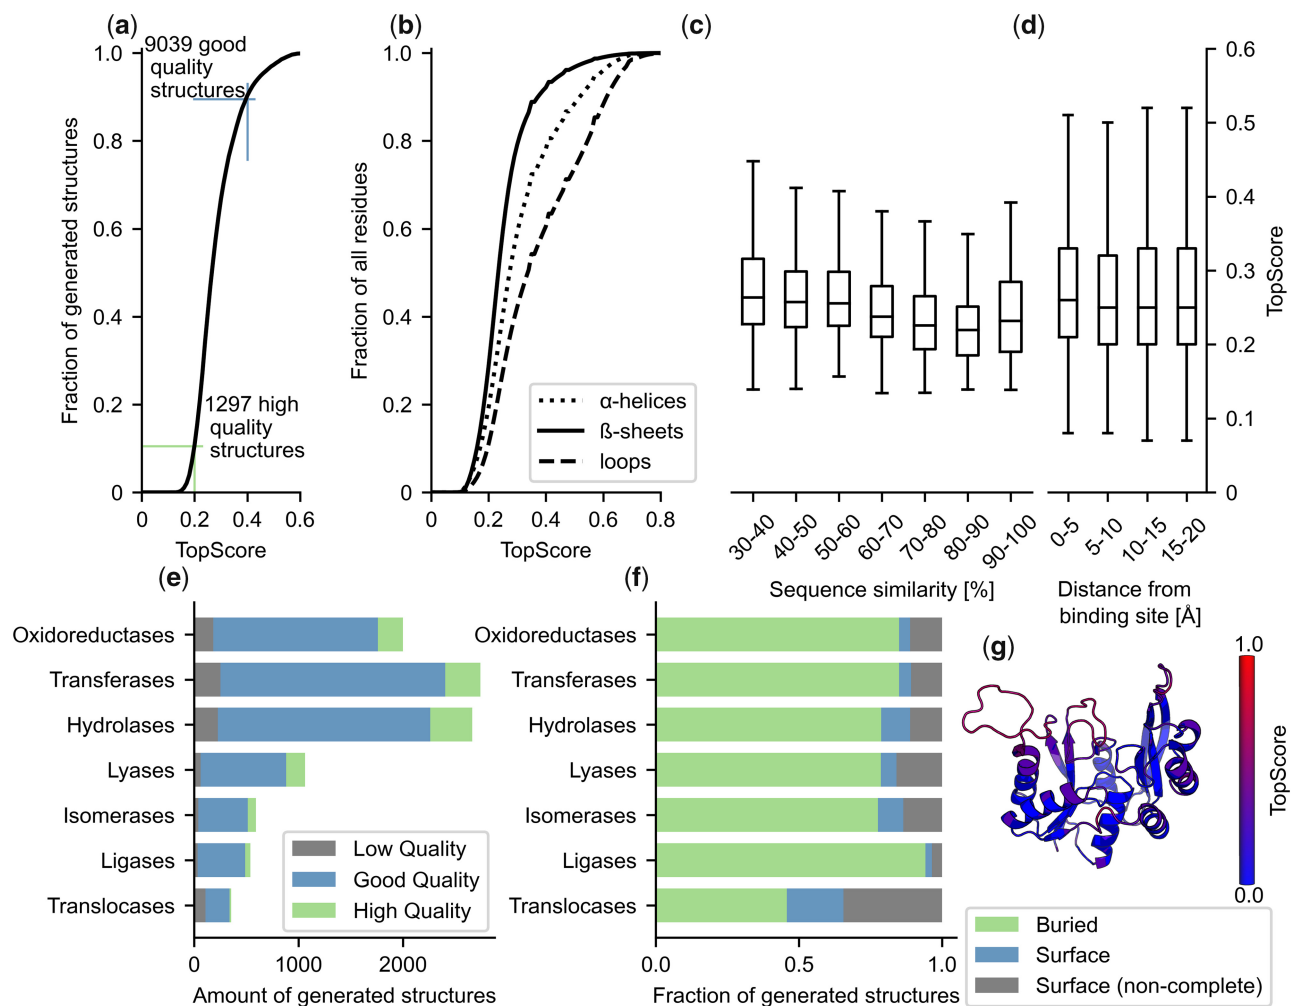 (a)
9039 good
quality
structures
1297 high
quality
structures
1.0
0.8
0.6
0.4
0.2
0
Fraction of generated structures
0 0.2 0.4 0.6
TopScore
(b)
1.0
0.8
0.6
0.4
0.2
0
Fraction of all residues
α-helices
ß-sheets
loops
0 0.2 0.4 0.6 0.8
TopScore
(c)
30-40 40-50 50-60 60-70 70-80 80-90 90-100
Sequence similarity [%]
(d)
0.6
0.5
0.4
0.3
0.2
0.1
0
TopScore
0-5 5-10 10-15 15-20
Distance from
binding site [Å]
(e)
Oxidoreductases
Transferases
Hydrolases
Lyases
Isomerases
Ligases
Translocases
Low Quality
Good Quality
High Quality
0 1000 2000
Amount of generated structures
(f)
Oxidoreductases
Transferases
Hydrolases
Lyases
Isomerases
Ligases
Translocases
0.0 0.5 1.0
Fraction of generated structures
(g)
1.0
TopScore
0.0
Buried
Surface
Surface (non-complete)